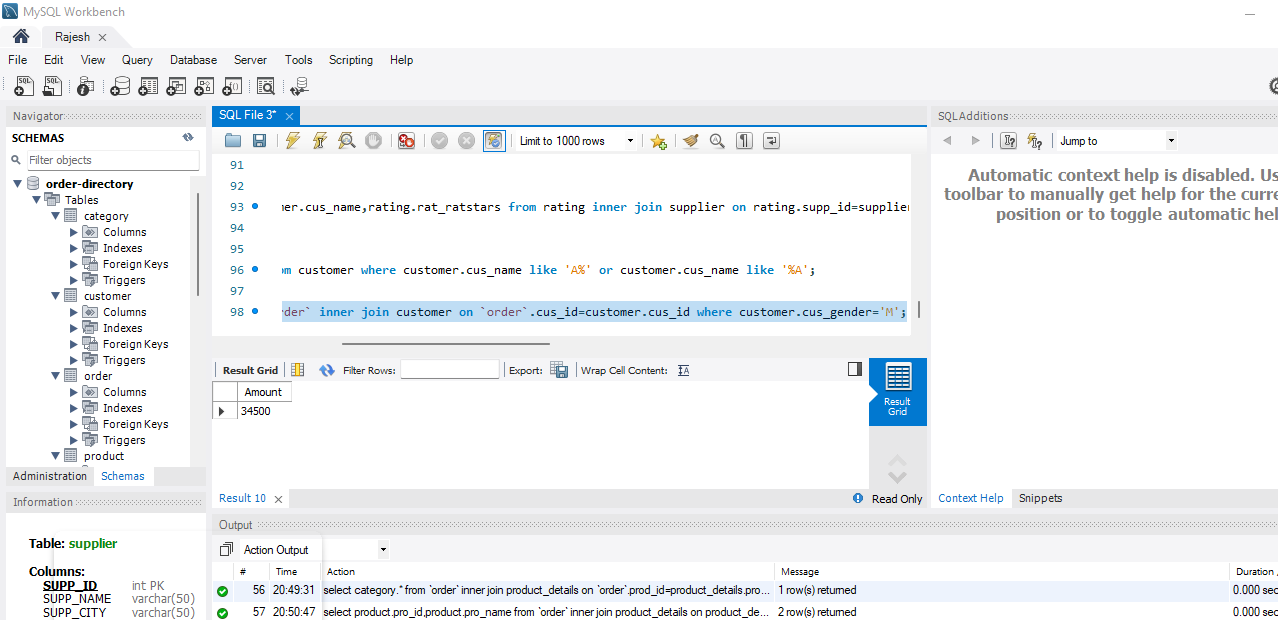 MySQL Workbench
Rajesh
File Edit View Query Database Server Tools Scripting Help
Navigator
SCHEMAS
Filter objects
order-directory
Tables
category
Columns
Indexes
Foreign Keys
Triggers
customer
Columns
Indexes
Foreign Keys
Triggers
order
Columns
Indexes
Foreign Keys
Triggers
product
Administration Schemas
Information
Table: supplier
Columns:
SUPP_ID int PK
SUPP_NAME varchar(50)
SUPP_CITY varchar(50)
SQL File 3*
Limit to 1000 rows
91
92
93 er.cus_name,rating.rat_ratstars from rating inner join supplier on rating.supp_id=supplier
94
95
96 om customer where customer.cus_name like 'A%' or customer.cus_name like '%A';
97
98 rder` inner join customer on `order`.cus_id=customer.cus_id where customer.cus_gender='M';
Result Grid Filter Rows: Export: Wrap Cell Content:
Amount
34500
Result Grid
Result 10
Read Only
SQLAdditions
Jump to
Automatic context help is disabled. Us
toolbar to manually get help for the curre
position or to toggle automatic hel
Context Help Snippets
Output
Action Output
# Time Action Message Duration
56 20:49:31 select category.* from `order` inner join product_details on `order`.prod_id=product_details.pro... 1 row(s) returned 0.000 sec
57 20:50:47 select product.pro_id,product.pro_name from `order` inner join product_details on product_de... 2 row(s) returned 0.000 sec